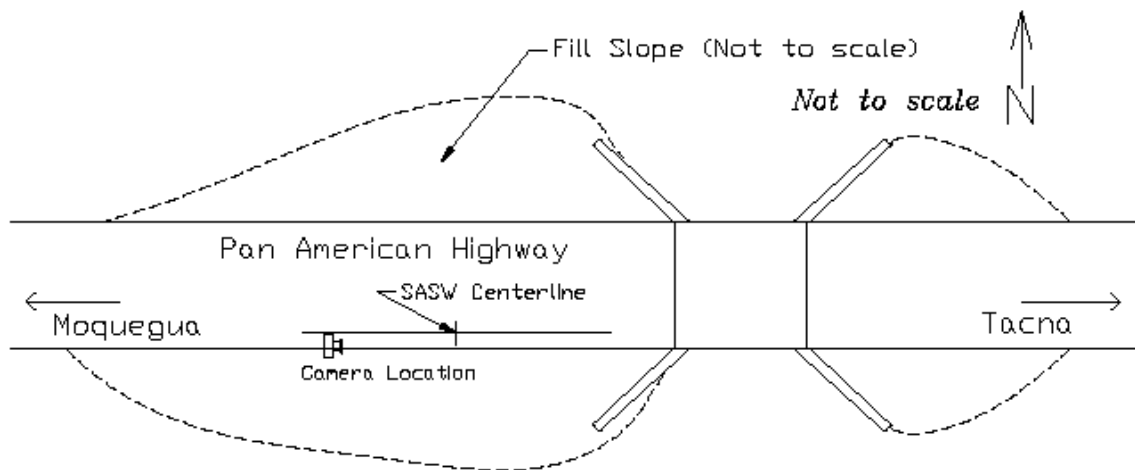 Fill Slope (Not to scale)
Not to scale N
Pan American Highway
SASW Centerline
Moquegua
Tacna
Camera Location